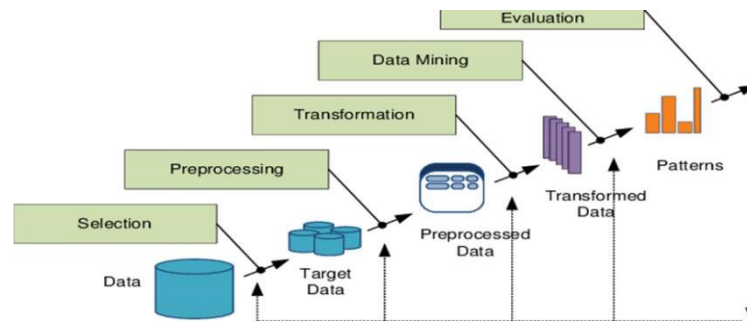 Evaluation
Data Mining
Transformation
Preprocessing
Selection
Data
Target
Data
Preprocessed
Data
Transformed
Data
Patterns